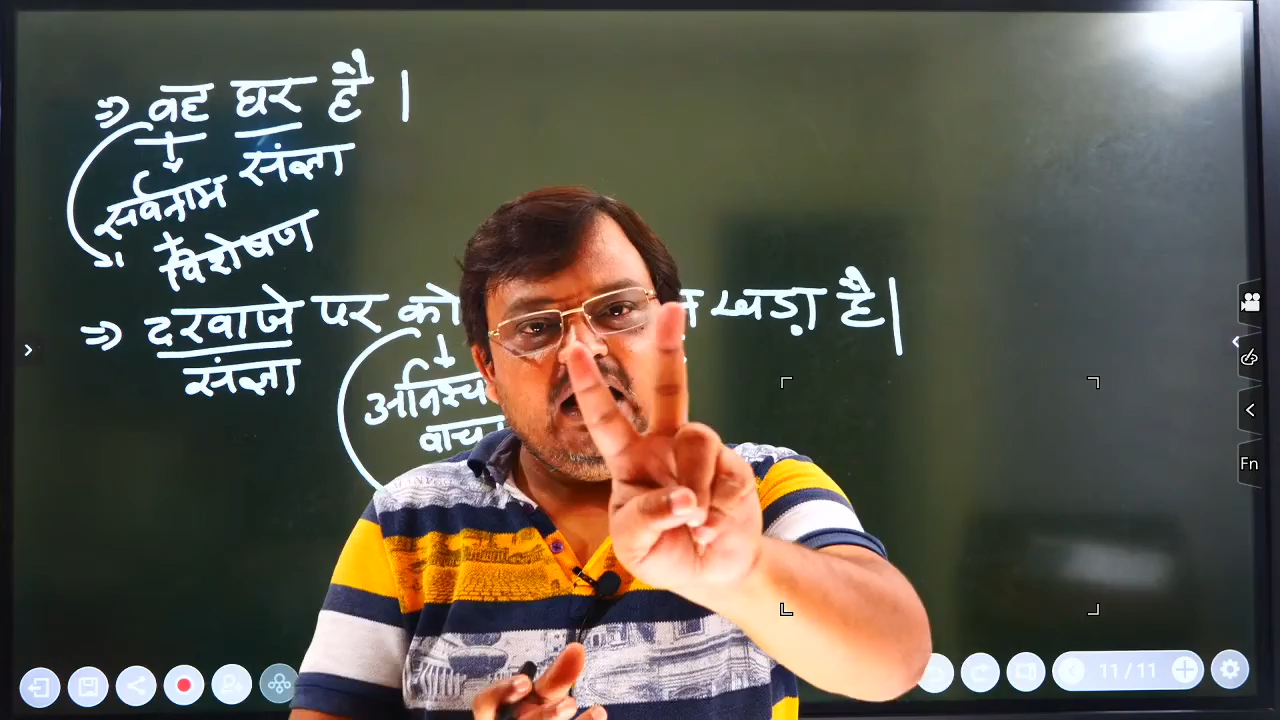 ⇒ वह घर है |
संज्ञा
सर्वनाम
+
विशेषण
⇒ दरवाजे पर को खड़ा है |
संज्ञा
अनिश्च
वाच
Fn
11/11